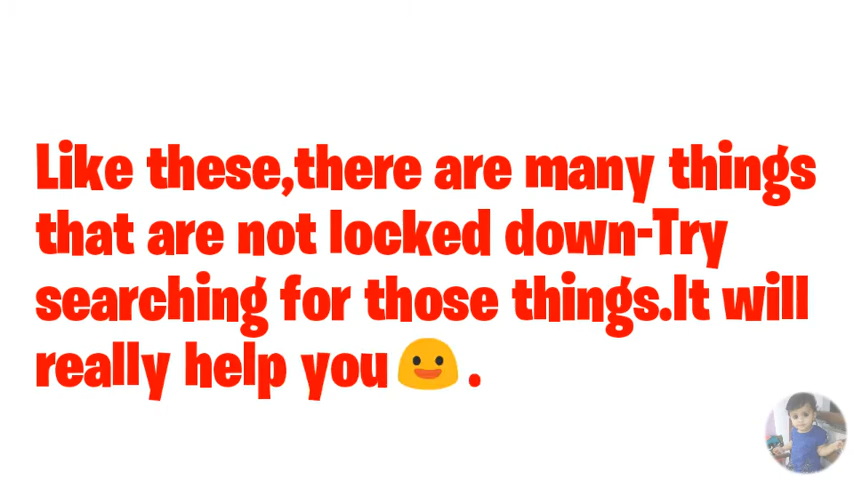 Like these,there are many things
that are not locked down-Try
searching for those things.It will
really help you😃.